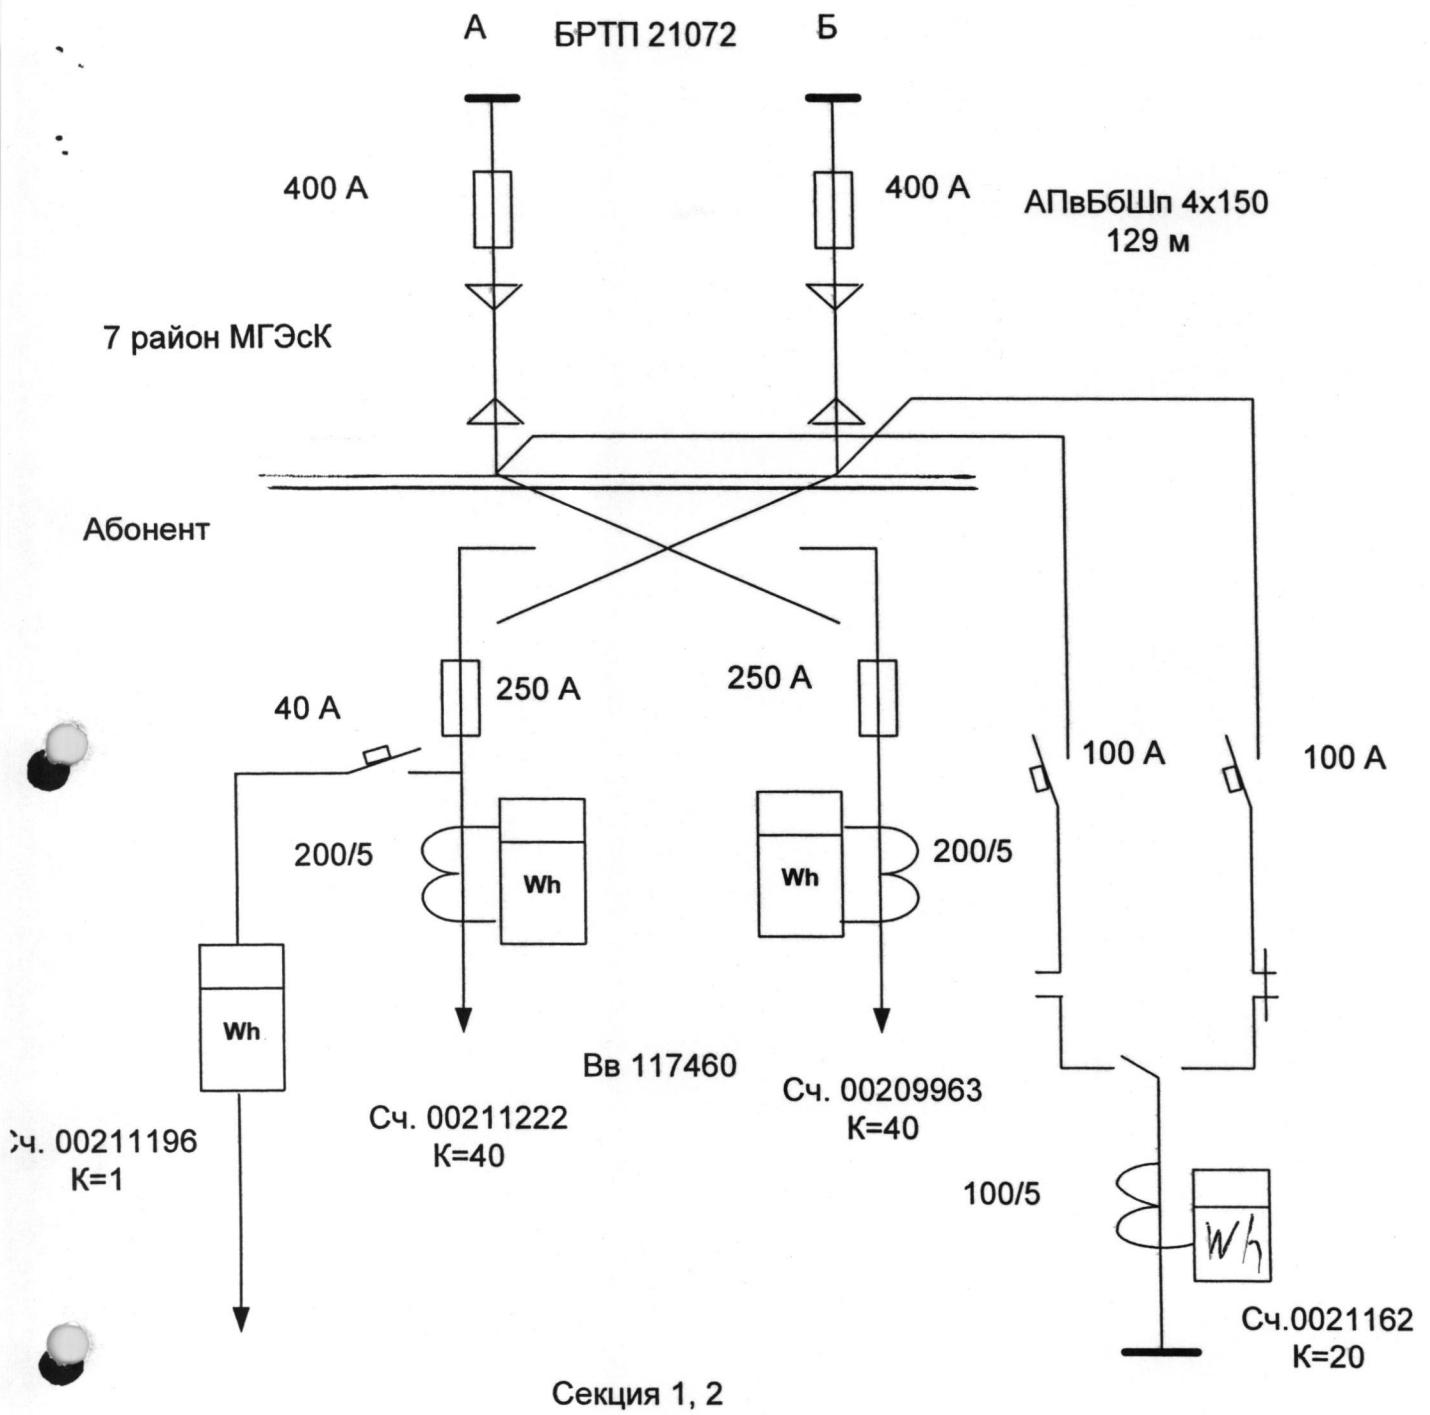 А БРТП 21072 Б
400 А
400 А
АПвБбШп 4х150
129 м
7 район МГЭсК
Абонент
40 А
250 А
250 А
100 А
100 А
200/5
Wh
Wh
200/5
Wh
Вв 117460
Сч. 00211222
К=40
Сч. 00209963
К=40
Сч. 00211196
К=1
100/5
Wh
Сч.0021162
К=20
Секция 1, 2